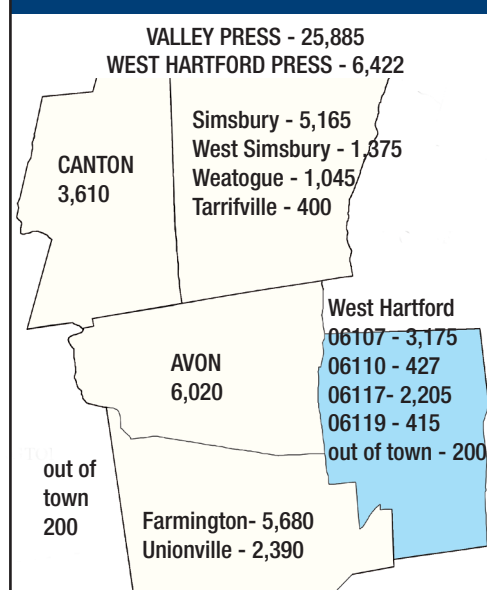 VALLEY PRESS - 25,885
WEST HARTFORD PRESS - 6,422
Simsbury - 5,165
West Simsbury - 1,375
Weatogue - 1,045
Tarrifville - 400
CANTON
3,610
West Hartford
06107 - 3,175
06110 - 427
06117- 2,205
06119 - 415
out of town - 200
AVON
6,020
out of
town
200
Farmington- 5,680
Unionville - 2,390